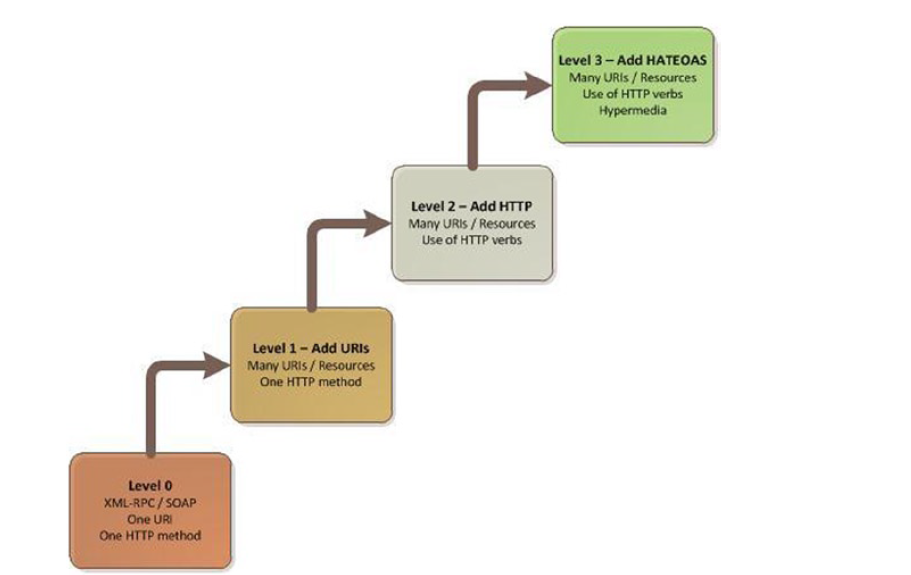 Level 3 – Add HATEOAS
Many URIs / Resources
Use of HTTP verbs
Hypermedia
Level 2 – Add HTTP
Many URIs / Resources
Use of HTTP verbs
Level 1 – Add URIs
Many URIs / Resources
One HTTP method
Level 0
XML-RPC / SOAP
One URI
One HTTP method